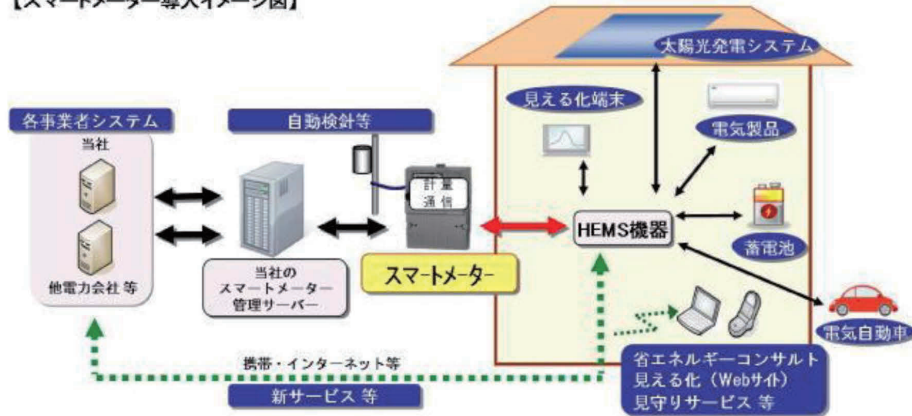 【スマートメーター導入イメージ図】
太陽光発電システム
見える化端末
電気製品
各事業者システム
自動検針等
当社
計量
通信
HEMS機器
蓄電池
他電力会社 等
当社の
スマートメーター
管理サーバー
スマートメーター
電気自動車
携帯・インターネット等
新サービス 等
省エネルギーコンサルト
見える化（Webサイト）
見守りサービス 等